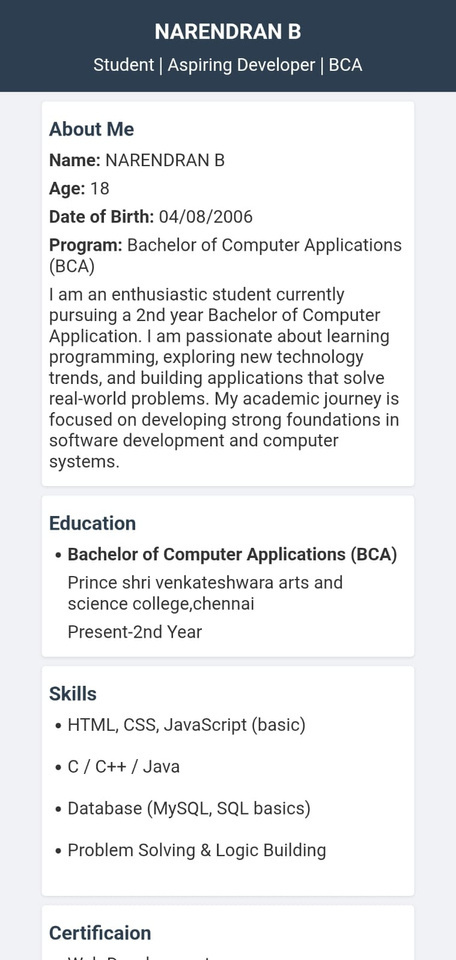 NARENDRAN B
Student | Aspiring Developer | BCA
About Me
Name: NARENDRAN B
Age: 18
Date of Birth: 04/08/2006
Program: Bachelor of Computer Applications
(BCA)
I am an enthusiastic student currently
pursuing a 2nd year Bachelor of Computer
Application. I am passionate about learning
programming, exploring new technology
trends, and building applications that solve
real-world problems. My academic journey is
focused on developing strong foundations in
software development and computer
systems.
Education
• Bachelor of Computer Applications (BCA)
Prince shri venkateshwara arts and
science college,chennai
Present-2nd Year
Skills
• HTML, CSS, JavaScript (basic)
• C / C++ / Java
• Database (MySQL, SQL basics)
• Problem Solving & Logic Building
Certificaion